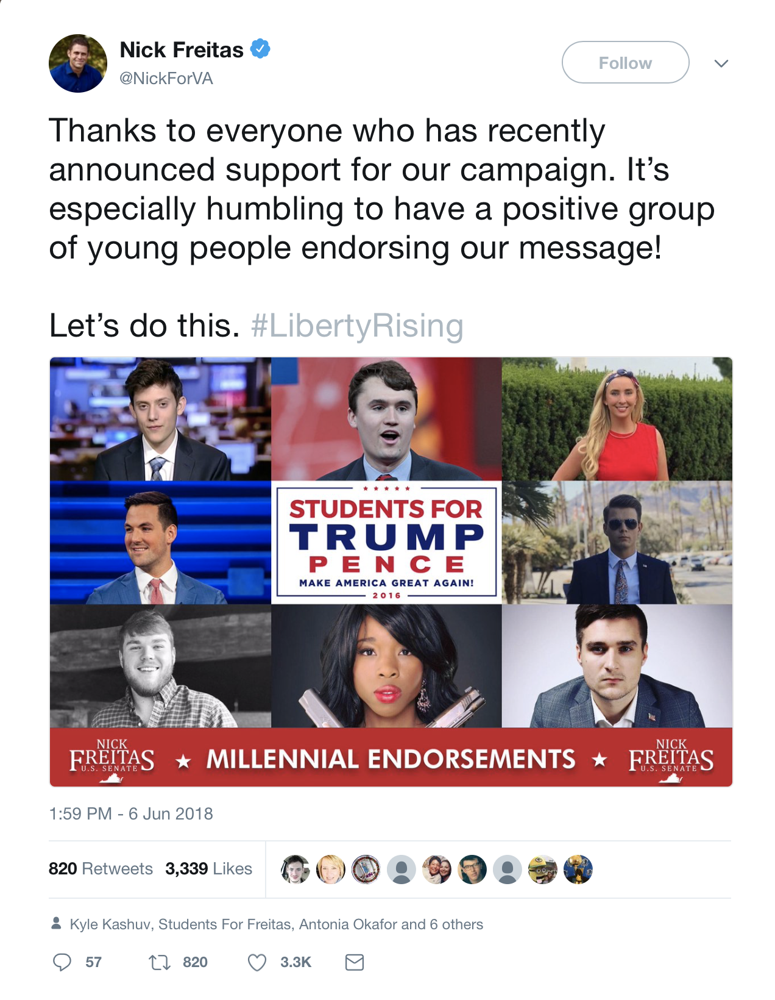 Nick Freitas
@NickForVA
Follow
Thanks to everyone who has recently
announced support for our campaign. It’s
especially humbling to have a positive group
of young people endorsing our message!
Let’s do this. #LibertyRising
STUDENTS FOR
TRUMP
PENCE
MAKE AMERICA GREAT AGAIN!
2016
NICK
FREITAS
U.S. SENATE
MILLENNIAL ENDORSEMENTS
NICK
FREITAS
U.S. SENATE
1:59 PM - 6 Jun 2018
820 Retweets 3,339 Likes
Kyle Kashuv, Students For Freitas, Antonia Okafor and 6 others
57 820 3.3K